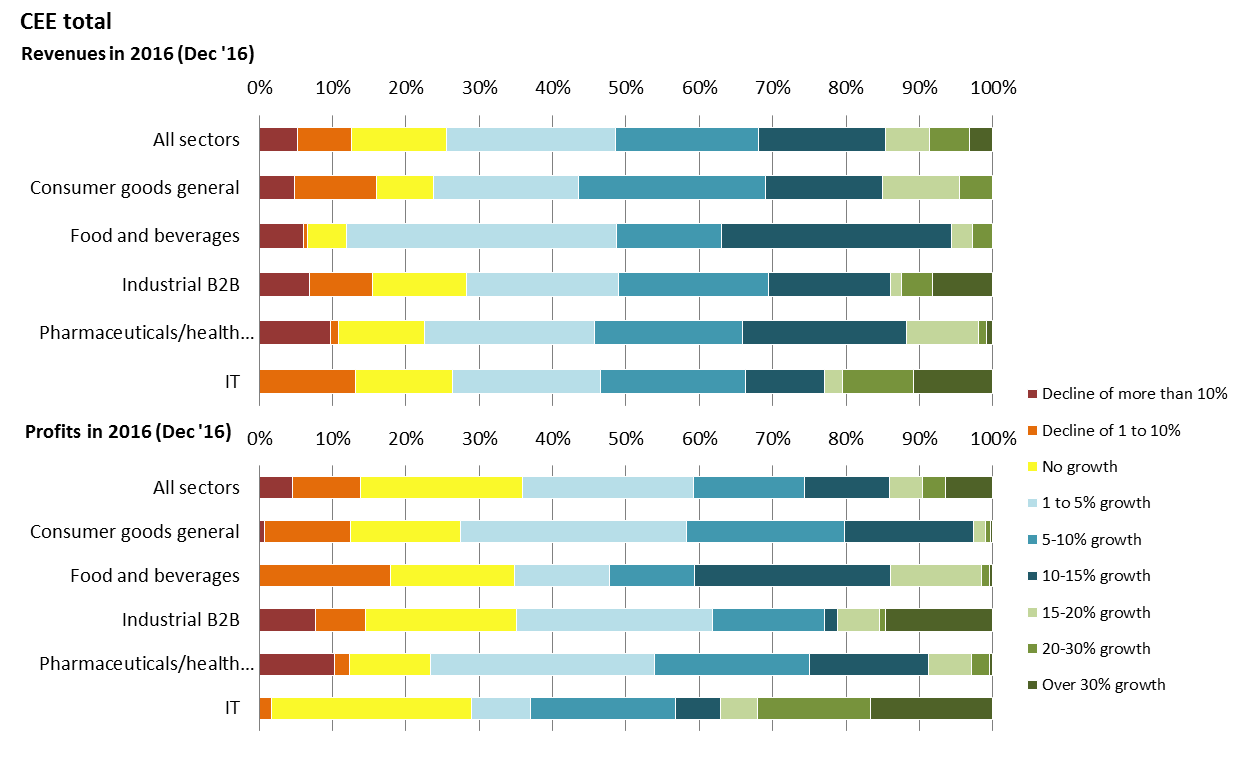 CEE total
Revenues in 2016 (Dec '16)
0% 10% 20% 30% 40% 50% 60% 70% 80% 90% 100%
All sectors
Consumer goods general
Food and beverages
Industrial B2B
Pharmaceuticals/health...
IT
Profits in 2016 (Dec '16)
0% 10% 20% 30% 40% 50% 60% 70% 80% 90% 100%
All sectors
Consumer goods general
Food and beverages
Industrial B2B
Pharmaceuticals/health...
IT
Decline of more than 10%
Decline of 1 to 10%
No growth
1 to 5% growth
5-10% growth
10-15% growth
15-20% growth
20-30% growth
Over 30% growth